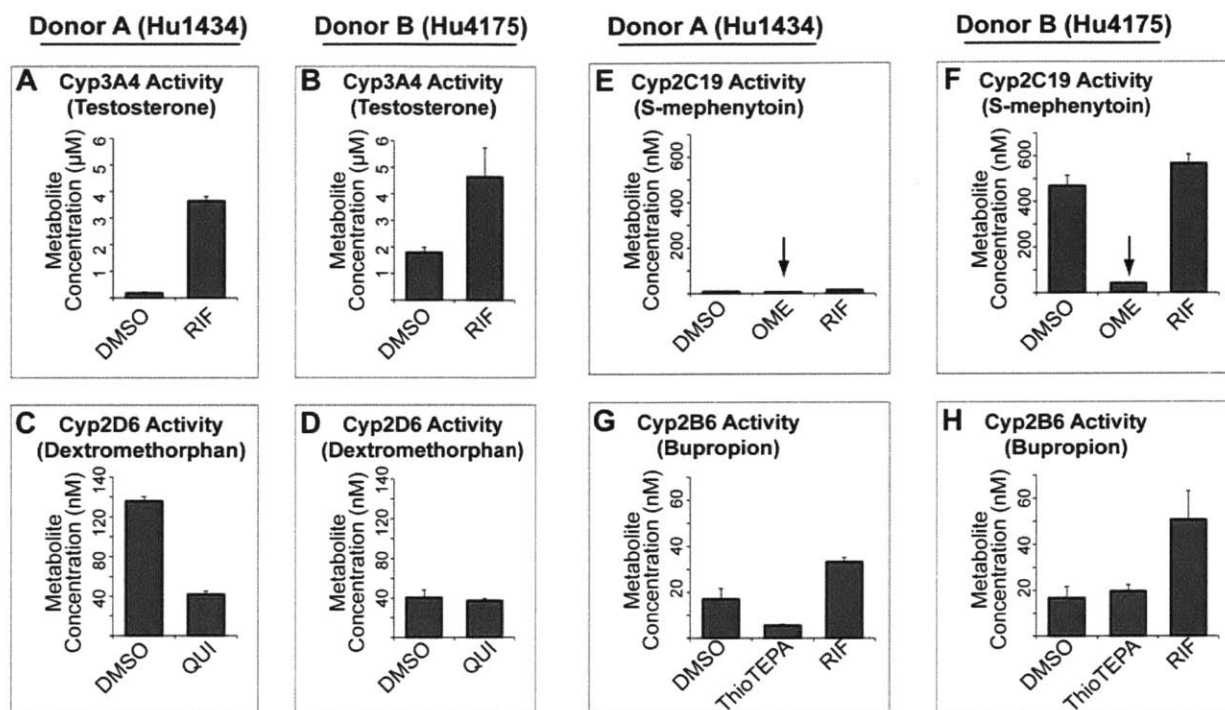 Donor A (Hu1434)
Donor B (Hu4175)
Donor A (Hu1434)
Donor B (Hu4175)
A Cyp3A4 Activity
(Testosterone)
Metabolite
Concentration (µM)
6
5
4
3
2
1
DMSO
RIF
B Cyp3A4 Activity
(Testosterone)
Metabolite
Concentration (µM)
6
5
4
3
2
1
DMSO
RIF
E Cyp2C19 Activity
(S-mephenytoin)
Metabolite
Concentration (nM)
600
400
200
DMSO
OME
RIF
F Cyp2C19 Activity
(S-mephenytoin)
Metabolite
Concentration (nM)
600
400
200
DMSO
OME
RIF
C Cyp2D6 Activity
(Dextromethorphan)
Metabolite
Concentration (nM)
140
120
80
40
DMSO
QUI
D Cyp2D6 Activity
(Dextromethorphan)
Metabolite
Concentration (nM)
140
120
80
40
DMSO
QUI
G Cyp2B6 Activity
(Bupropion)
Metabolite
Concentration (nM)
60
40
20
DMSO
ThioTEPA
RIF
H Cyp2B6 Activity
(Bupropion)
Metabolite
Concentration (nM)
60
40
20
DMSO
ThioTEPA
RIF